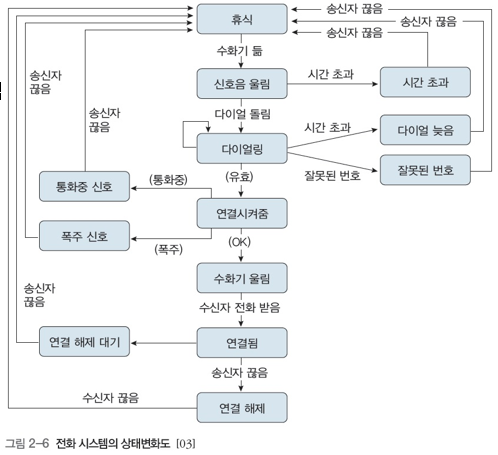 휴식
송신자 끊음
송신자 끊음
송신자 끊음
수화기 듦
송신자
끊음
신호음 울림
시간 초과
시간 초과
송신자
끊음
다이얼 돌림
시간 초과
다이얼 늦음
다이얼링
잘못된 번호
잘못된 번호
(통화중)
(유효)
통화중 신호
연결시켜줌
폭주 신호
(폭주)
(OK)
수화기 울림
송신자
끊음
수신자 전화 받음
연결 해제 대기
연결됨
송신자 끊음
수신자 끊음
연결 해제
그림 2-6 전화 시스템의 상태변화도 [03]